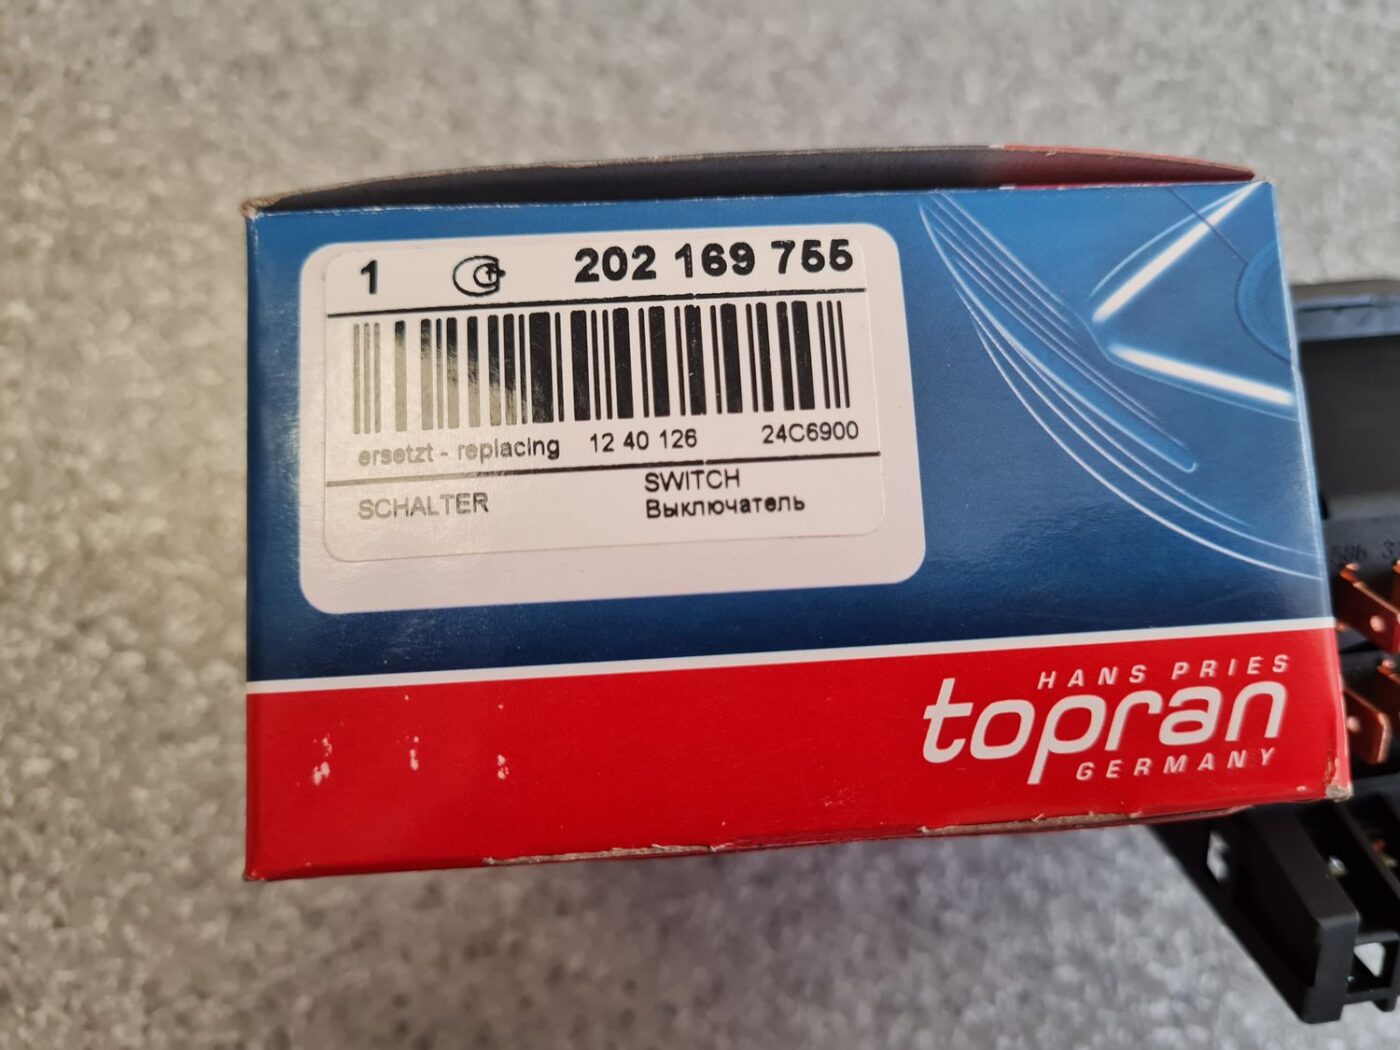 1 202 169 755
ersetzt - replacing 12 40 126 24C6900
SCHALTER
SWITCH
Выключатель
HANS PRIES
topran
GERMANY